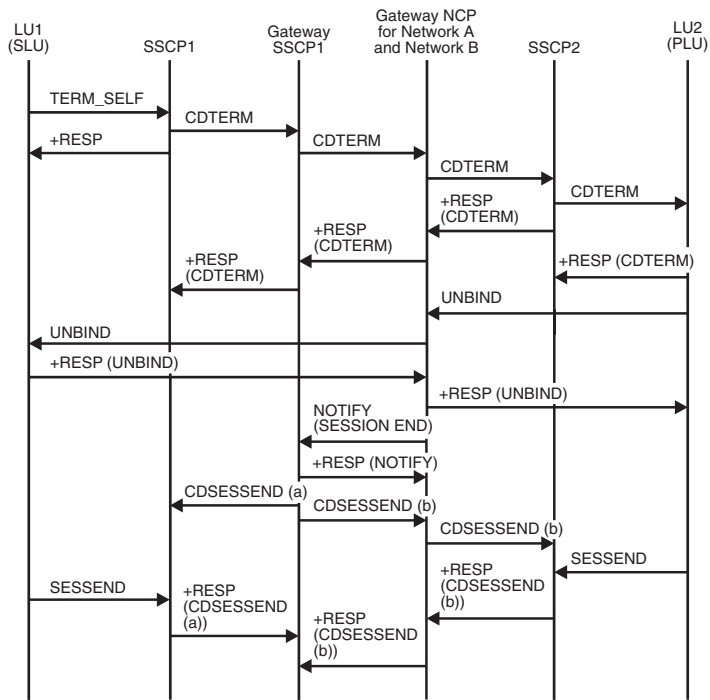 LU1
(SLU)
SSCP1
Gateway
SSCP1
Gateway NCP
for Network A
and Network B
SSCP2
LU2
(PLU)
TERM_SELF
CDTERM
+RESP
CDTERM
CDTERM
CDTERM
+RESP
(CDTERM)
+RESP
(CDTERM)
+RESP
(CDTERM)
+RESP (CDTERM)
UNBIND
UNBIND
+RESP (UNBIND)
+RESP (UNBIND)
NOTIFY
(SESSION END)
+RESP (NOTIFY)
CDSESSEND (a)
CDSESSEND (b)
CDSESSEND (b)
SESSEND
SESSEND
+RESP
(CDSESSEND
(a))
+RESP
(CDSESSEND
(b))
+RESP
(CDSESSEND
(b))